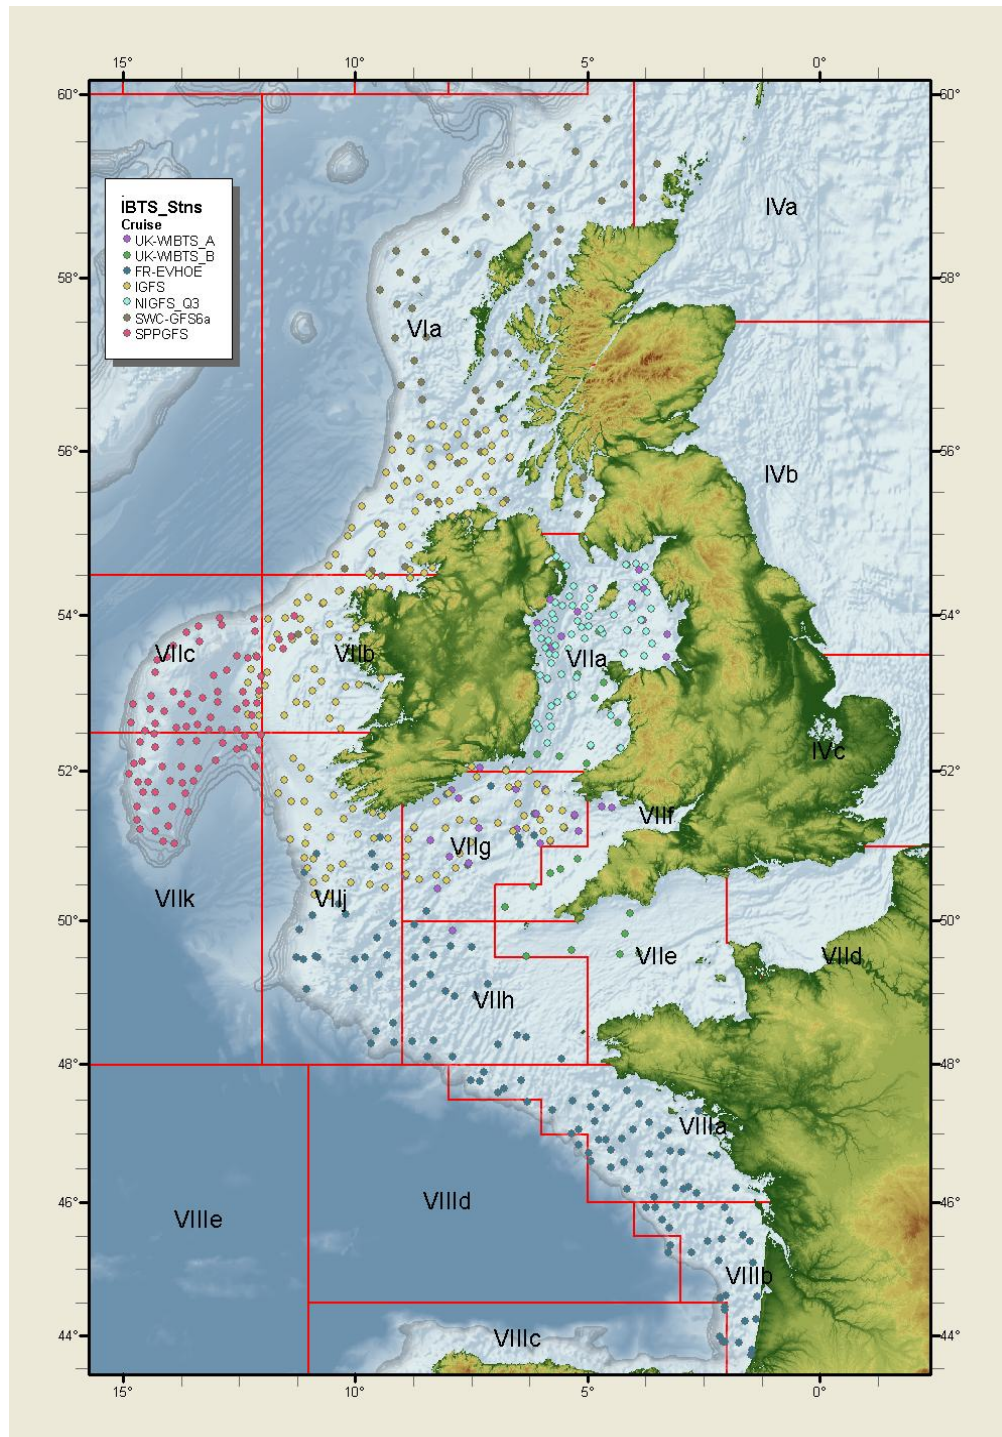 15° 10° 5° 0°
60° 60°
IBTS_Stns
Cruise
UK-WIBTS_A
UK-WIBTS_B
FR-EVHOE
IGFS
NIGFS_Q3
SWC-GFS6a
SPPGFS
IVa
58° 58°
VIa
56° 56°
IVb
54° 54°
VIIc VIIb VIIa
IVc
52° 52°
VIIf
VIIg
VIIk VIIj
50° 50°
VIIe VIId
VIIh
48° 48°
VIIIa
46° 46°
VIIIe VIIId
VIIIb
44° 44°
VIIIc
15° 10° 5° 0°